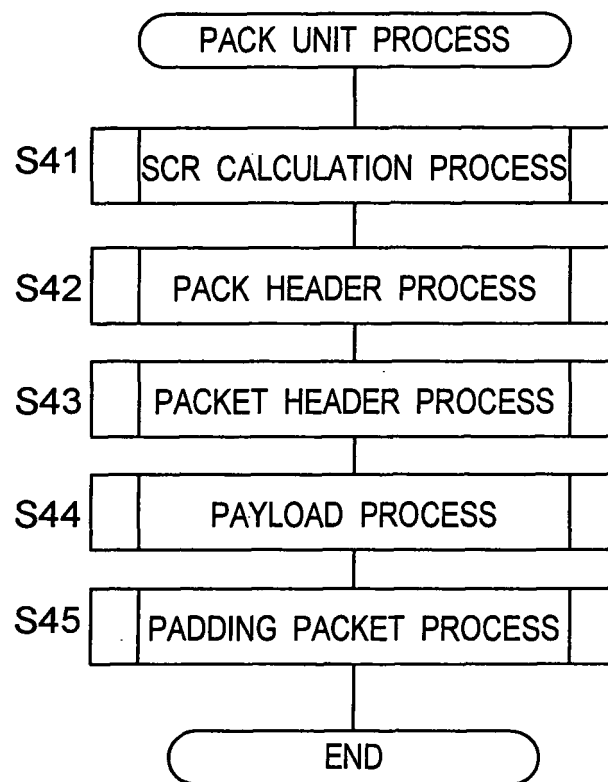 PACK UNIT PROCESS
S41 SCR CALCULATION PROCESS
S42 PACK HEADER PROCESS
S43 PACKET HEADER PROCESS
S44 PAYLOAD PROCESS
S45 PADDING PACKET PROCESS
END